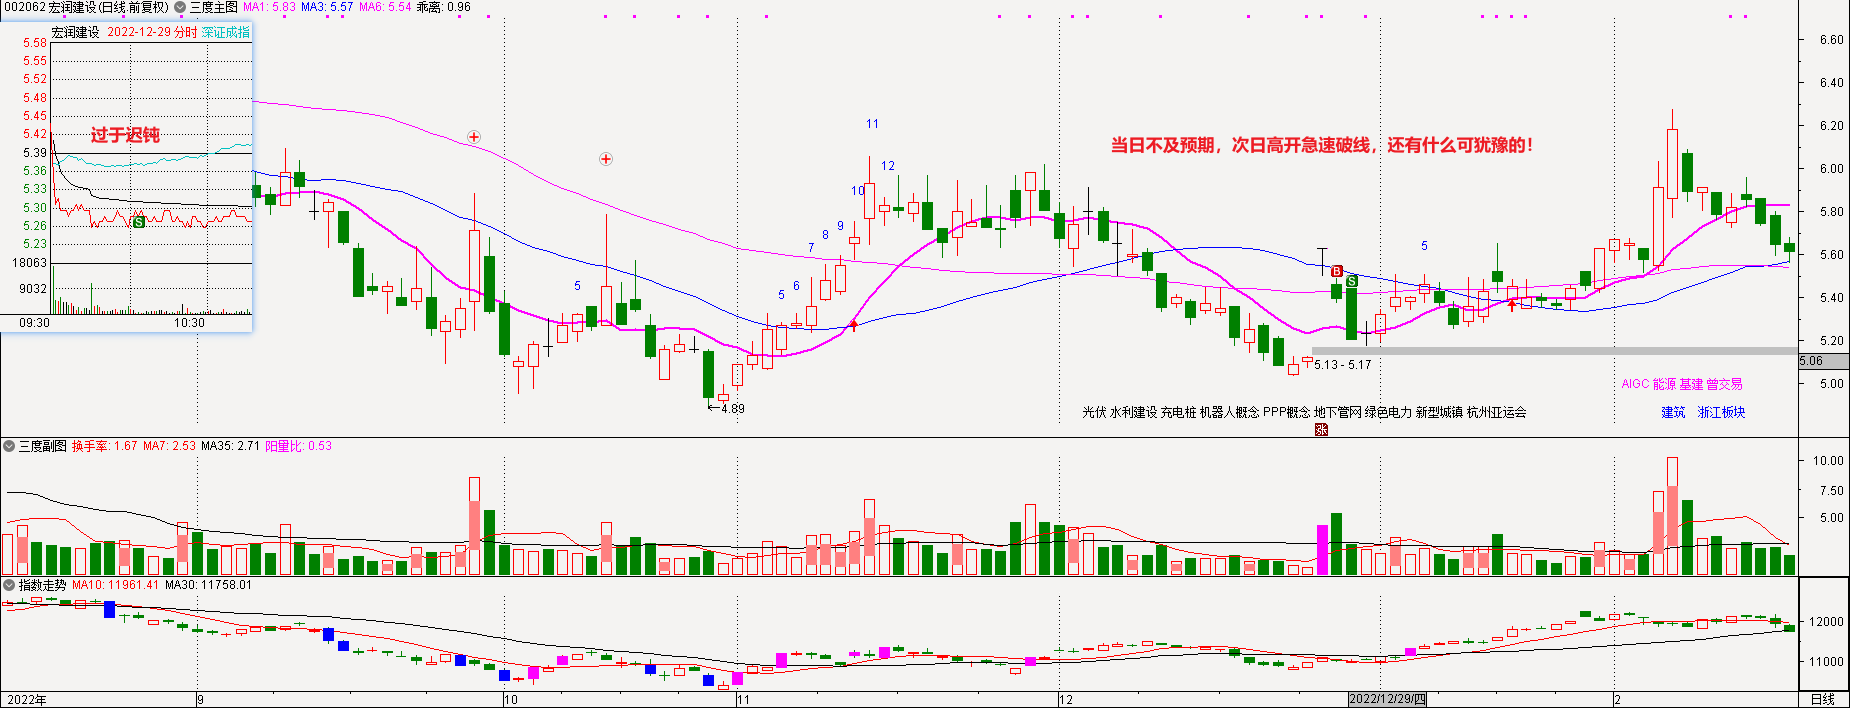 002062 宏润建设(日线.前复权) 三度主图 MA1: 5.83 MA3: 5.57 MA6: 5.54 乖离: 0.96
宏润建设 2022-12-29 分时 深证成指
5.58
5.55
5.52
5.48
5.45
5.42
5.39
5.36
5.33
5.30
5.26
5.23
18063
9032
09:30 10:30
过于迟钝
S
当日不及预期，次日高开急速破线，还有什么可犹豫的！
5
5
6
7
8
9
10
11
12
B
S
5
←4.89
5.13 - 5.17
6.60
6.40
6.20
6.00
5.80
5.60
5.40
5.20
5.06
5.00
AIGC 能源 基建 曾交易
光伏 水利建设 充电桩 机器人概念 PPP概念 地下管网 绿色电力 新型城镇 杭州亚运会
建筑 浙江板块
涨
三度副图 换手率: 1.67 MA7: 2.53 MA35: 2.71 阳量比: 0.53
10.00
7.50
5.00
指数走势 MA10: 11961.41 MA30: 11758.01
12000
11000
2022年 9 10 11 12 2022/12/29/四 2 日线